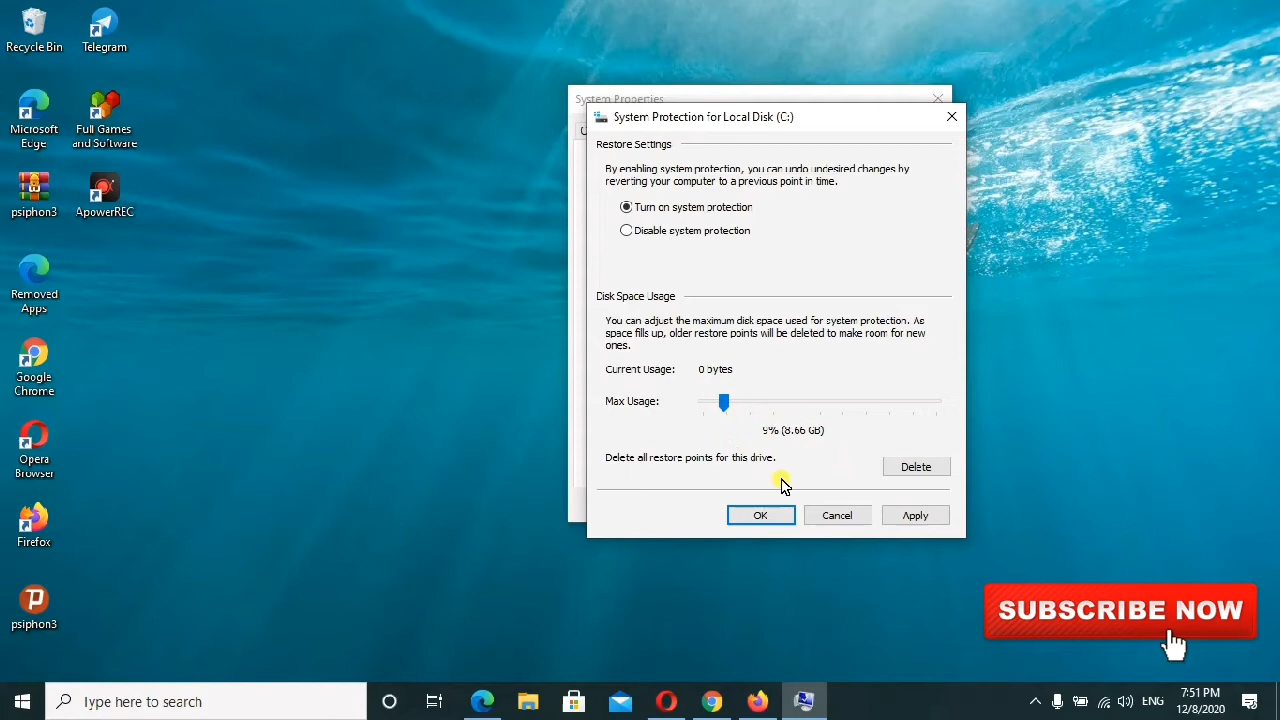 Recycle Bin
Telegram
Microsoft
Edge
Full Games
and Software
psiphon3
ApowerREC
Removed
Apps
Google
Chrome
Opera
Browser
Firefox
psiphon3
System Properties
System Protection for Local Disk (C:)
Restore Settings
By enabling system protection, you can undo undesired changes by
reverting your computer to a previous point in time.
Turn on system protection
Disable system protection
Disk Space Usage
You can adjust the maximum disk space used for system protection. As
space fills up, older restore points will be deleted to make room for new
ones.
Current Usage: 0 bytes
Max Usage:
9% (8.66 GB)
Delete all restore points for this drive.
Delete
OK Cancel Apply
SUBSCRIBE NOW
Type here to search
ENG
7:51 PM
12/8/2020